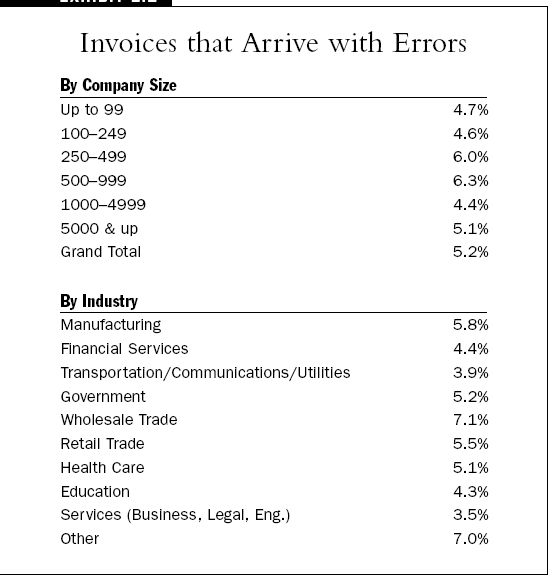 Invoices that Arrive with Errors
By Company Size
Up to 99 4.7%
100–249 4.6%
250–499 6.0%
500–999 6.3%
1000–4999 4.4%
5000 & up 5.1%
Grand Total 5.2%
By Industry
Manufacturing 5.8%
Financial Services 4.4%
Transportation/Communications/Utilities 3.9%
Government 5.2%
Wholesale Trade 7.1%
Retail Trade 5.5%
Health Care 5.1%
Education 4.3%
Services (Business, Legal, Eng.) 3.5%
Other 7.0%